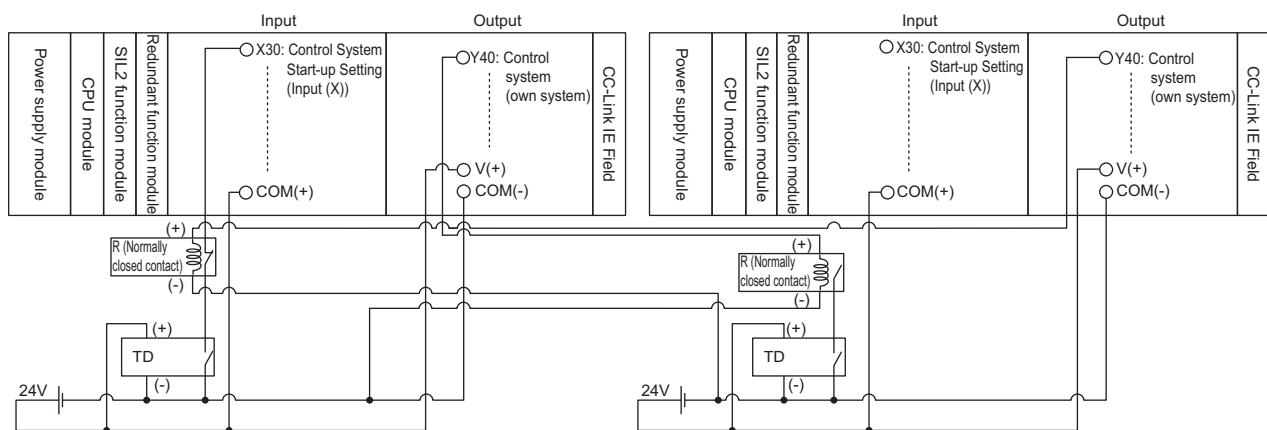 Input
Output
Input
Output
Power supply module
CPU module
SIL2 function module
Redundant function module
X30: Control System
Start-up Setting
(Input (X))
COM(+)
Y40: Control
system
(own system)
V(+)
COM(-)
CC-Link IE Field
Power supply module
CPU module
SIL2 function module
Redundant function module
X30: Control System
Start-up Setting
(Input (X))
COM(+)
Y40: Control
system
(own system)
V(+)
COM(-)
CC-Link IE Field
(+)
R (Normally
closed contact)
(-)
(+)
R (Normally
closed contact)
(-)
(+)
TD
(-)
24V
(+)
TD
(-)
24V